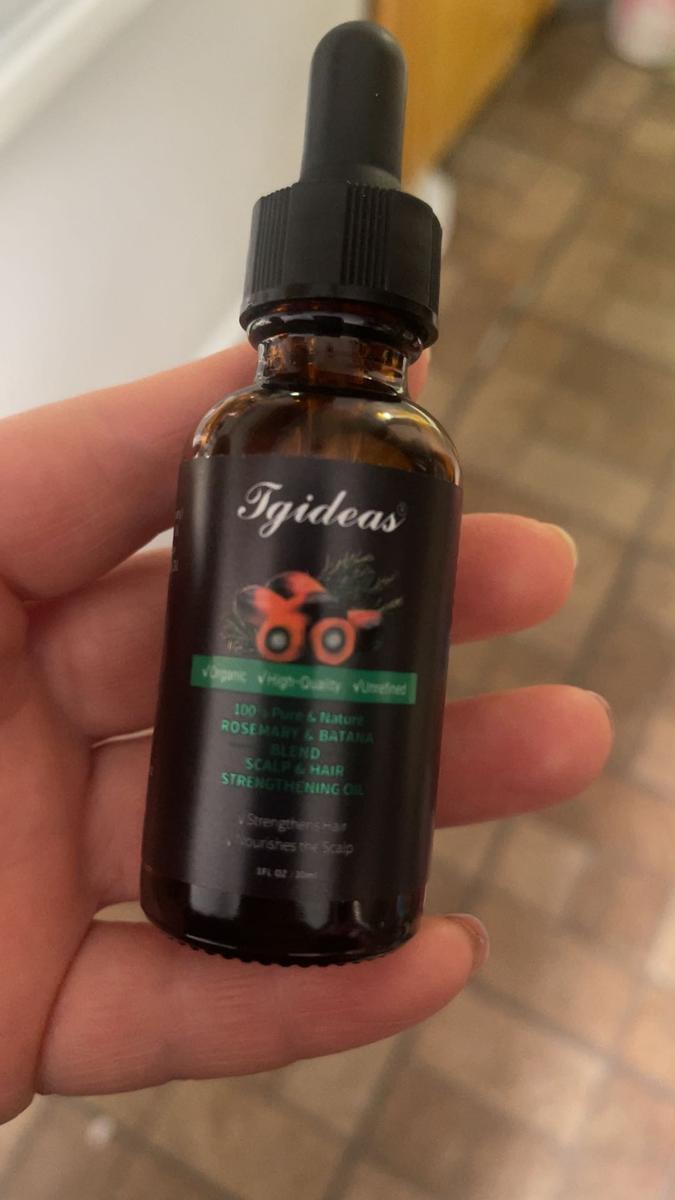 Tgideas®
√Organic √High-Quality √Unrefined
100% Pure & Nature
ROSEMARY & BATANA
BLEND
SCALP & HAIR
STRENGTHENING OIL
√Strengthens Hair
√Nourishes the Scalp
1FL OZ / 30ml